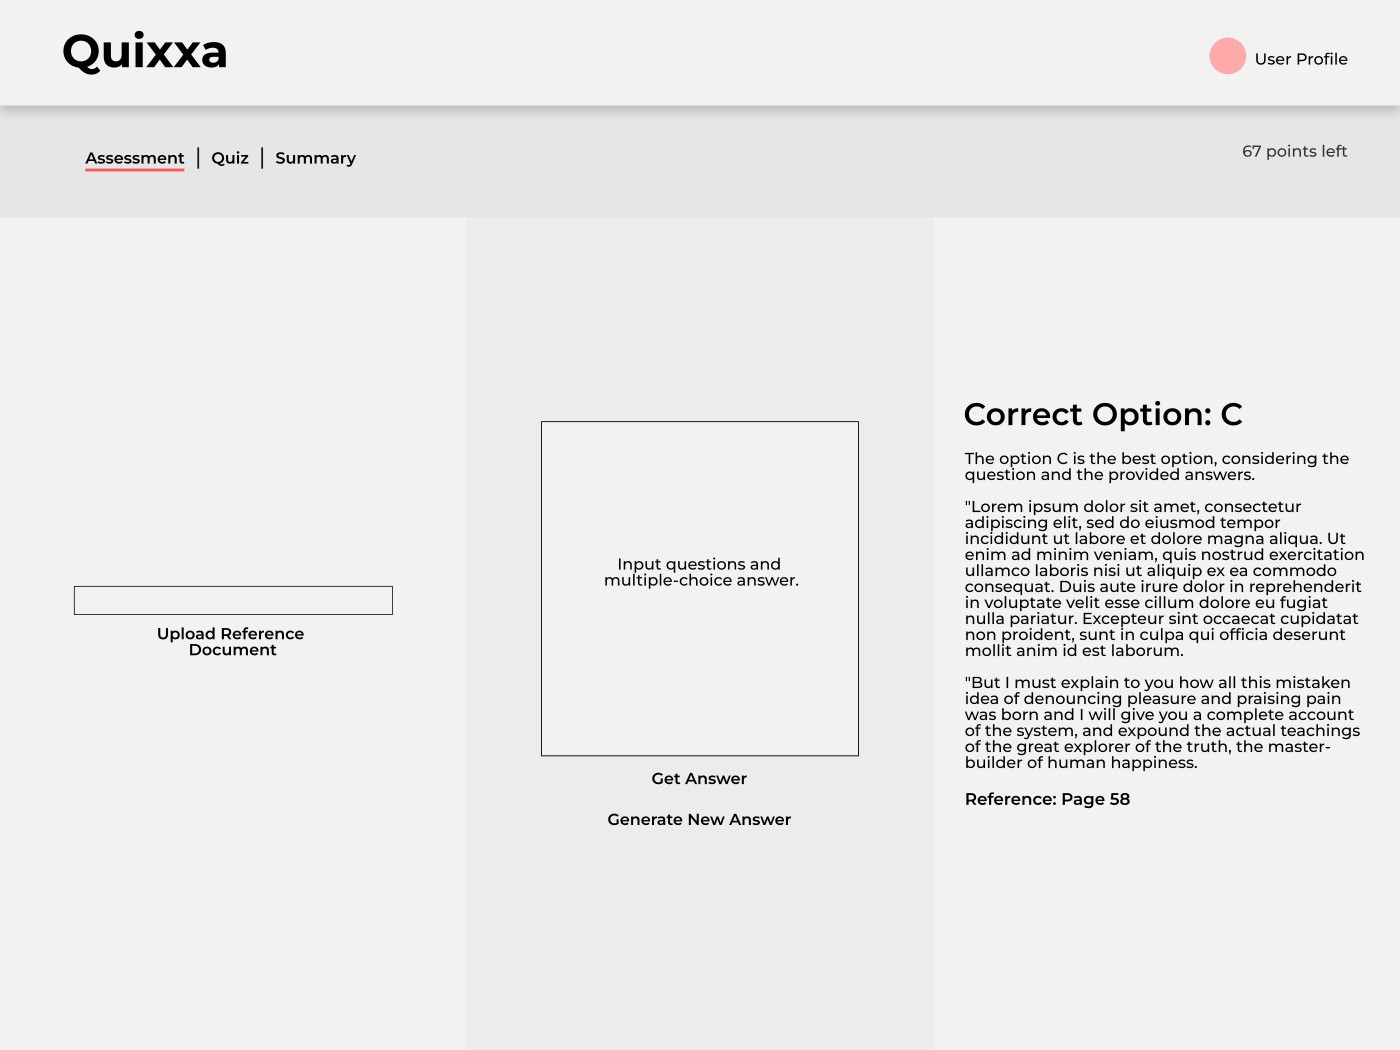 Quixxa
User Profile
Assessment | Quiz | Summary
67 points left
Upload Reference
Document
Input questions and
multiple-choice answer.
Get Answer
Generate New Answer
Correct Option: C
The option C is the best option, considering the
question and the provided answers.
"Lorem ipsum dolor sit amet, consectetur
adipiscing elit, sed do eiusmod tempor
incididunt ut labore et dolore magna aliqua. Ut
enim ad minim veniam, quis nostrud exercitation
ullamco laboris nisi ut aliquip ex ea commodo
consequat. Duis aute irure dolor in reprehenderit
in voluptate velit esse cillum dolore eu fugiat
nulla pariatur. Excepteur sint occaecat cupidatat
non proident, sunt in culpa qui officia deserunt
mollit anim id est laborum.
"But I must explain to you how all this mistaken
idea of denouncing pleasure and praising pain
was born and I will give you a complete account
of the system, and expound the actual teachings
of the great explorer of the truth, the master-
builder of human happiness.
Reference: Page 58